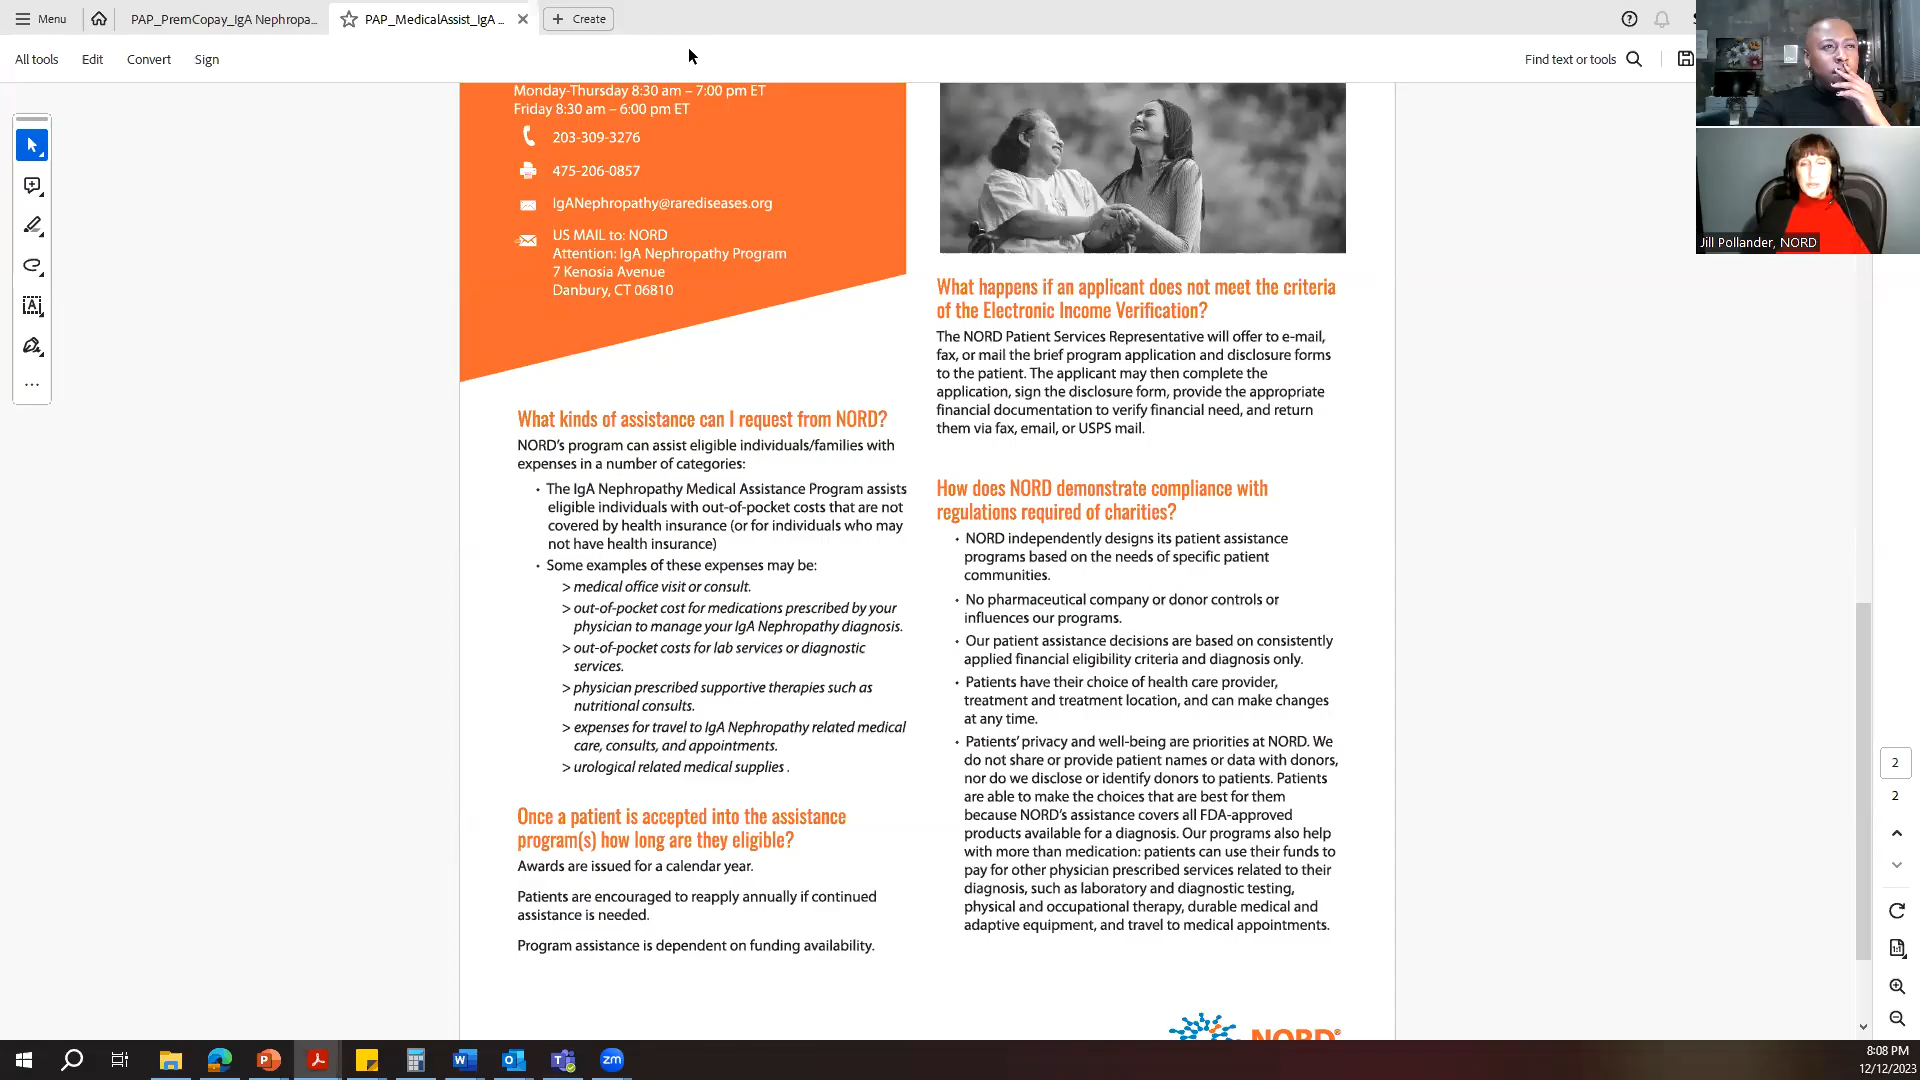 Menu
PAP_PremCopay_IgA Nephropa...
PAP_MedicalAssist_IgA ...
Create
All tools
Edit
Convert
Sign
Find text or tools
Monday-Thursday 8:30 am – 7:00 pm ET
Friday 8:30 am – 6:00 pm ET
203-309-3276
475-206-0857
IgANephropathy@rarediseases.org
US MAIL to: NORD
Attention: IgA Nephropathy Program
7 Kenosia Avenue
Danbury, CT 06810
What kinds of assistance can I request from NORD?
NORD's program can assist eligible individuals/families with
expenses in a number of categories:
• The IgA Nephropathy Medical Assistance Program assists
eligible individuals with out-of-pocket costs that are not
covered by health insurance (or for individuals who may
not have health insurance)
• Some examples of these expenses may be:
> medical office visit or consult.
> out-of-pocket cost for medications prescribed by your
physician to manage your IgA Nephropathy diagnosis.
> out-of-pocket costs for lab services or diagnostic
services.
> physician prescribed supportive therapies such as
nutritional consults.
> expenses for travel to IgA Nephropathy related medical
care, consults, and appointments.
> urological related medical supplies .
Once a patient is accepted into the assistance
program(s) how long are they eligible?
Awards are issued for a calendar year.
Patients are encouraged to reapply annually if continued
assistance is needed.
Program assistance is dependent on funding availability.
What happens if an applicant does not meet the criteria
of the Electronic Income Verification?
The NORD Patient Services Representative will offer to e-mail,
fax, or mail the brief program application and disclosure forms
to the patient. The applicant may then complete the
application, sign the disclosure form, provide the appropriate
financial documentation to verify financial need, and return
them via fax, email, or USPS mail.
How does NORD demonstrate compliance with
regulations required of charities?
• NORD independently designs its patient assistance
programs based on the needs of specific patient
communities.
• No pharmaceutical company or donor controls or
influences our programs.
• Our patient assistance decisions are based on consistently
applied financial eligibility criteria and diagnosis only.
• Patients have their choice of health care provider,
treatment and treatment location, and can make changes
at any time.
• Patients' privacy and well-being are priorities at NORD. We
do not share or provide patient names or data with donors,
nor do we disclose or identify donors to patients. Patients
are able to make the choices that are best for them
because NORD's assistance covers all FDA-approved
products available for a diagnosis. Our programs also help
with more than medication: patients can use their funds to
pay for other physician prescribed services related to their
diagnosis, such as laboratory and diagnostic testing,
physical and occupational therapy, durable medical and
adaptive equipment, and travel to medical appointments.
NORD®
Jill Pollander, NORD
2
2
8:08 PM
12/12/2023